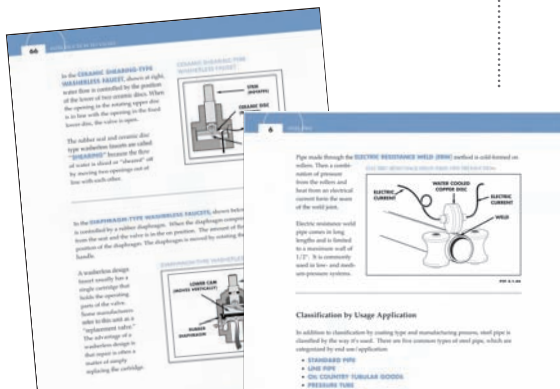 66
In the CERAMIC SHEARING-TYPE
WASHERLESS FAUCET, shown at right,
water flow is controlled by the position
of the lower of two ceramic discs. When
the opening in the rotating upper disc
is in line with the opening in the fixed
lower disc, the valve is open.
The rubber seal and ceramic disc
type washerless inserts are called
"SHEARING" because the flow
of water is sliced or "sheared" off
by moving two openings out of
line with each other.
CERAMIC SHEARING-TYPE
WASHERLESS FAUCET
STEM
(ROTATES)
CERAMIC DISC
In the DIAPHRAGM-TYPE WASHERLESS FAUCETS, shown below
is controlled by a rubber diaphragm. When the diaphragm
from the seat and the valve is in the on position. The amount of
position of the diaphragm. The diaphragm is moved by rotating the
handle.
A washerless design
insert usually has a
single cartridge that
holds the operating
parts of the valve.
Some manufacturers
refer to this unit as a
"replacement valve."
The advantage of a
washerless design is
that repair is often a
matter of simply
replacing the cartridge.
DIAPHRAGM-TYPE WASHERLESS
LOWER CAM
(MOVES VERTICALLY)
RUBBER
DIAPHRAGM
6
Pipe made through the ELECTRIC RESISTANCE WELD (ERW) method is cold-formed on
rollers. Then a combi-
nation of pressure
from the rollers and
heat from an electrical
current form the seam
of the weld joint.
Electric resistance weld
pipe comes in long
lengths and is limited
to a maximum wall of
1/2". It is commonly
used in low- and medi-
um-pressure systems.
ELECTRIC
CURRENT
WATER COOLED
COPPER DISC
ELECTRIC
CURRENT
WELD
Classification by Usage Application
In addition to classification by coating type and manufacturing process, steel pipe is
classified by the way it's used. There are five common types of steel pipe, which are
categorized by end use/application:
• STANDARD PIPE
• LINE PIPE
• OIL COUNTRY TUBULAR GOODS
• PRESSURE TUBE